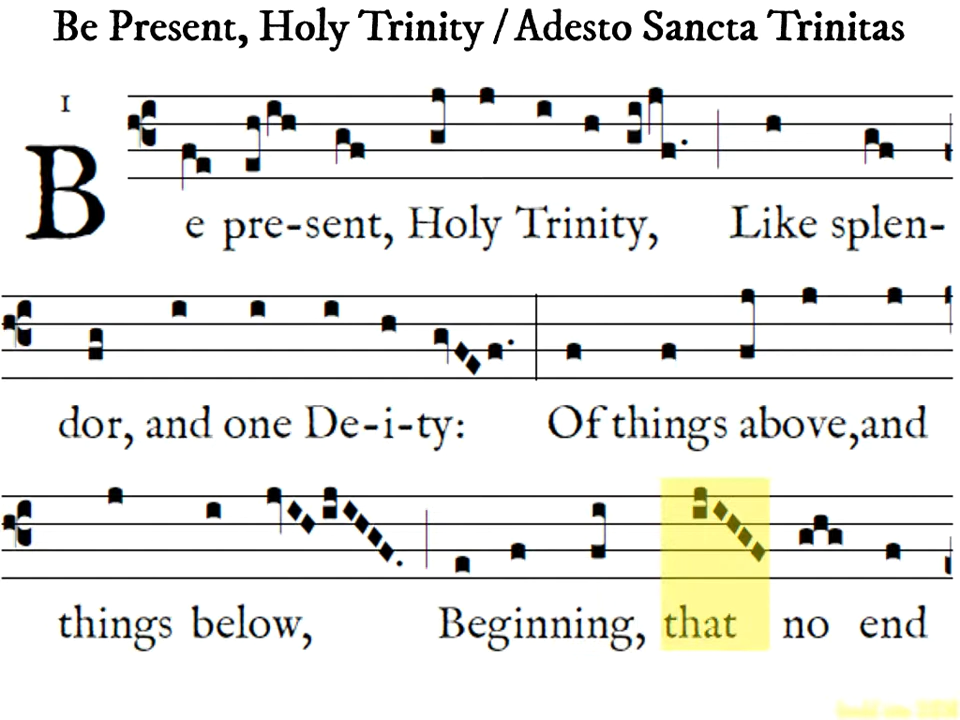 Be Present, Holy Trinity / Adesto Sancta Trinitas
1
Be pre-sent, Holy Trinity, Like splen-
dor, and one De-i-ty: Of things above, and
things below, Beginning, that no end